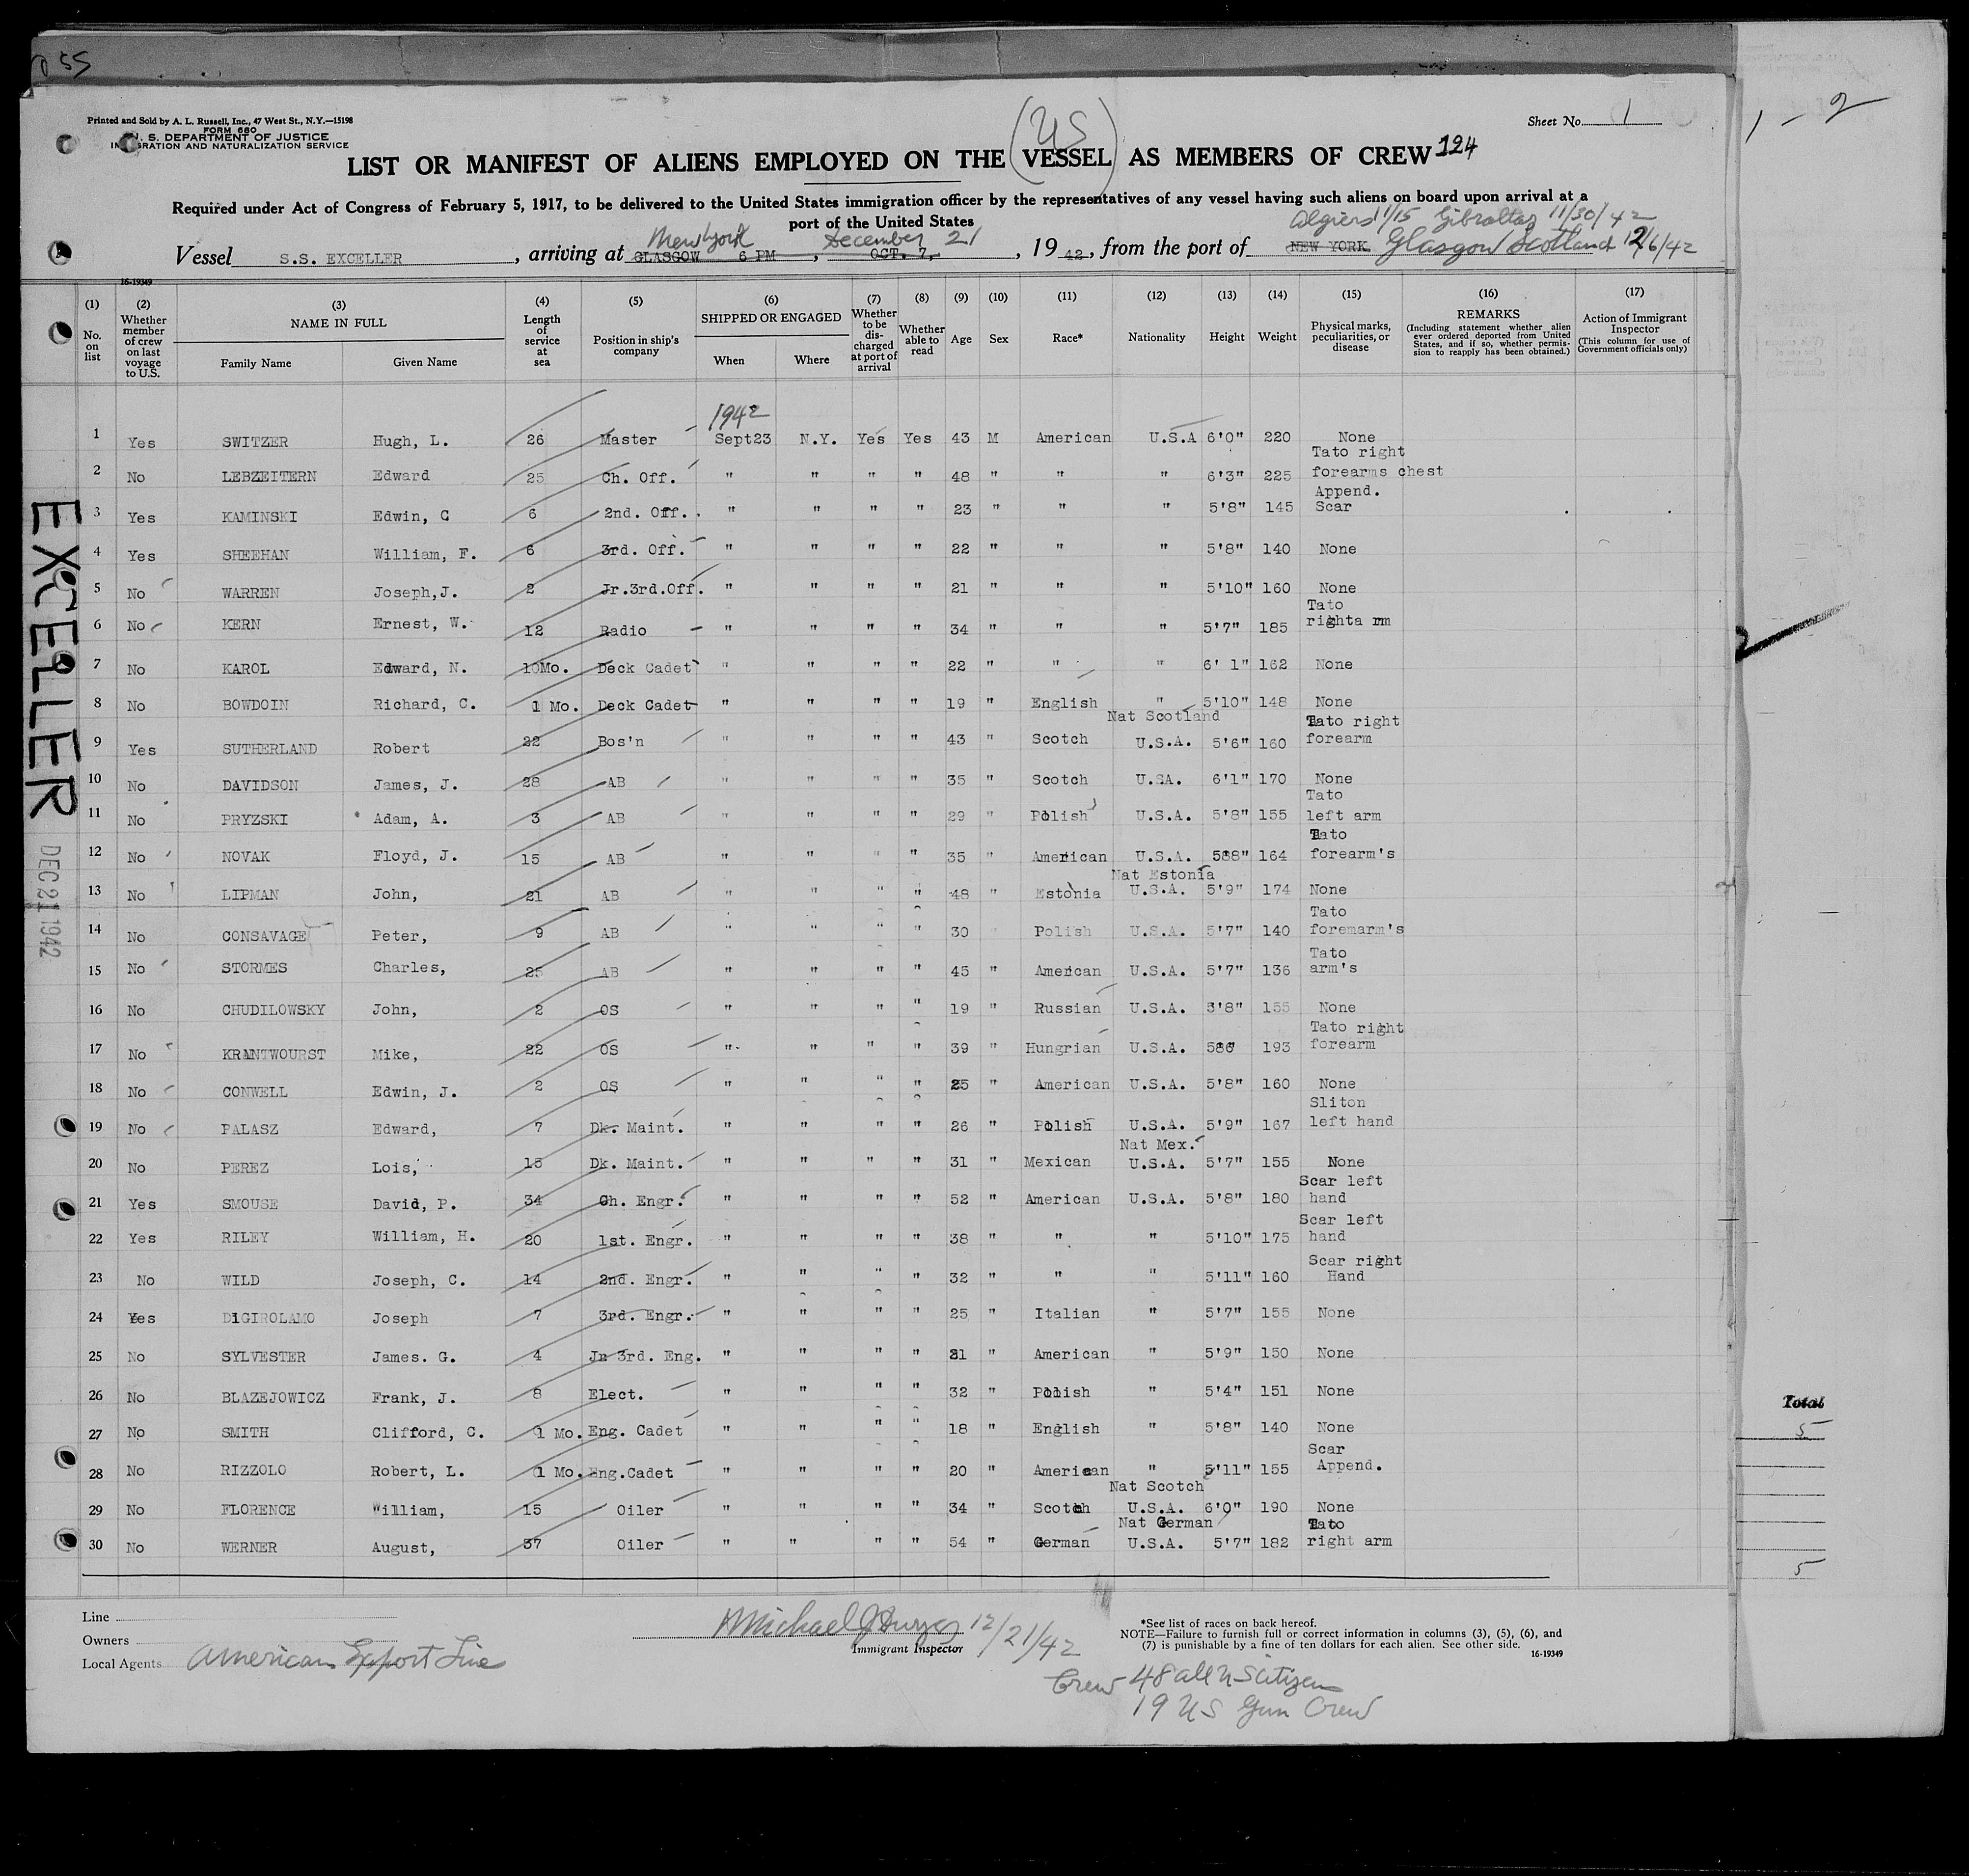 055
Printed and Sold by A. L. Russell, Inc., 47 West St., N.Y.—15198
FORM 680
U. S. DEPARTMENT OF JUSTICE
IMMIGRATION AND NATURALIZATION SERVICE
Sheet No. 1
1 - 2
(US)
LIST OR MANIFEST OF ALIENS EMPLOYED ON THE VESSEL AS MEMBERS OF CREW 124
Required under Act of Congress of February 5, 1917, to be delivered to the United States immigration officer by the representatives of any vessel having such aliens on board upon arrival at a
port of the United States
Algiers 11/15 Gibraltar 11/30/42
New York December 21
Vessel S.S. EXCELLER, arriving at GLASGOW 6 PM, OCT. 7, 1942, from the port of NEW YORK Glasgow Scotland 12/6/42
16-19349
(1) (2) (3) (4) (5) (6) (7) (8) (9) (10) (11) (12) (13) (14) (15) (16) (17)
No. on list
Whether member of crew on last voyage to U.S.
NAME IN FULL
Family Name Given Name
Length of service at sea
Position in ship's company
SHIPPED OR ENGAGED
When Where
Whether to be discharged at port of arrival
Whether able to read
Age Sex Race* Nationality Height Weight
Physical marks, peculiarities, or disease
REMARKS
(Including statement whether alien ever ordered deported from United States, and if so, whether permission to reapply has been obtained.)
Action of Immigrant Inspector
(This column for use of Government officials only)
1942
1 Yes SWITZER Hugh, L. 26 Master Sept23 N.Y. Yes Yes 43 M American U.S.A 6'0" 220 None
2 No LEBZEITERN Edward 25 Ch. Off. " " " " 48 " " " 6'3" 225 Tato right forearms chest
3 Yes KAMINSKI Edwin, C 6 2nd. Off. " " " " 23 " " " 5'8" 145 Append. Scar
4 Yes SHEEHAN William, F. 6 3rd. Off. " " " " 22 " " " 5'8" 140 None
5 No WARREN Joseph,J. 2 Jr.3rd.Off. " " " " 21 " " " 5'10" 160 None
6 No KERN Ernest, W. 12 Radio " " " " 34 " " " 5'7" 185 Tato righta rm
7 No KAROL Edward, N. 10Mo. Deck Cadet " " " " 22 " " " 6' 1" 162 None
8 No BOWDOIN Richard, C. 1 Mo. Deck Cadet " " " " 19 " English " 5'10" 148 None
9 Yes SUTHERLAND Robert 22 Bos'n " " " " 43 " Scotch Nat Scotland U.S.A. 5'6" 160 Tato right forearm
10 No DAVIDSON James, J. 28 AB " " " " 35 " Scotch U.SA. 6'1" 170 None
11 No PRYZSKI Adam, A. 3 AB " " " " 29 " Polish U.S.A. 5'8" 155 Tato left arm
12 No NOVAK Floyd, J. 15 AB " " " " 35 " American U.S.A. 588" 164 Tato forearm's
13 No LIPMAN John, 21 AB " " " " 48 " Estonia Nat Estonia U.S.A. 5'9" 174 None
14 No CONSAVAGE Peter, 9 AB " " " " 30 " Polish U.S.A. 5'7" 140 Tato foremarm's
15 No STORMES Charles, 25 AB " " " " 45 " American U.S.A. 5'7" 136 Tato arm's
16 No CHUDILOWSKY John, 2 OS " " " " 19 " Russian U.S.A. 5'8" 155 None
17 No KRANTWOURST Mike, 22 OS " " " " 39 " Hungrian U.S.A. 193 Tato right forearm
18 No CONWELL Edwin, J. 2 OS " " " " 25 " American U.S.A. 5'8" 160 None
19 No PALASZ Edward, 7 Dk. Maint. " " " " 26 " Polish U.S.A. 5'9" 167 Sliton left hand
20 No PEREZ Lois, 15 Dk. Maint. " " " " 31 " Mexican Nat Mex. U.S.A. 5'7" 155 None
21 Yes SMOUSE David, P. 34 Ch. Engr. " " " " 52 " American U.S.A. 5'8" 180 Scar left hand
22 Yes RILEY William, H. 20 1st. Engr. " " " " 38 " " " 5'10" 175 Scar left hand
23 No WILD Joseph, C. 14 2nd. Engr. " " " " 32 " " " 5'11" 160 Scar right Hand
24 Yes DIGIROLAMO Joseph 7 3rd. Engr. " " " " 25 " Italian " 5'7" 155 None
25 No SYLVESTER James. G. 4 Jn 3rd. Eng. " " " " 21 " American " 5'9" 150 None
26 No BLAZEJOWICZ Frank, J. 8 Elect. " " " " 32 " Polish " 5'4" 151 None
27 No SMITH Clifford, C. 1 Mo. Eng. Cadet " " " " 18 " English " 5'8" 140 None
28 No RIZZOLO Robert, L. 1 Mo. Eng.Cadet " " " " 20 " American " 5'11" 155 Scar Append.
29 No FLORENCE William, 15 Oiler " " " " 34 " Scotch Nat Scotch U.S.A. 6'0" 190 None
30 No WERNER August, 37 Oiler " " " " 54 " German Nat German U.S.A. 5'7" 182 Tato right arm
EXCELLER
DEC 21 1942
Total
5
5
Line
Owners
Local Agents American Export Line
Michael J 12/21/42
Immigrant Inspector
*See list of races on back hereof.
NOTE—Failure to furnish full or correct information in columns (3), (5), (6), and
(7) is punishable by a fine of ten dollars for each alien. See other side.
16-19349
Crew 48 all US citizen
19 US Gun Crew